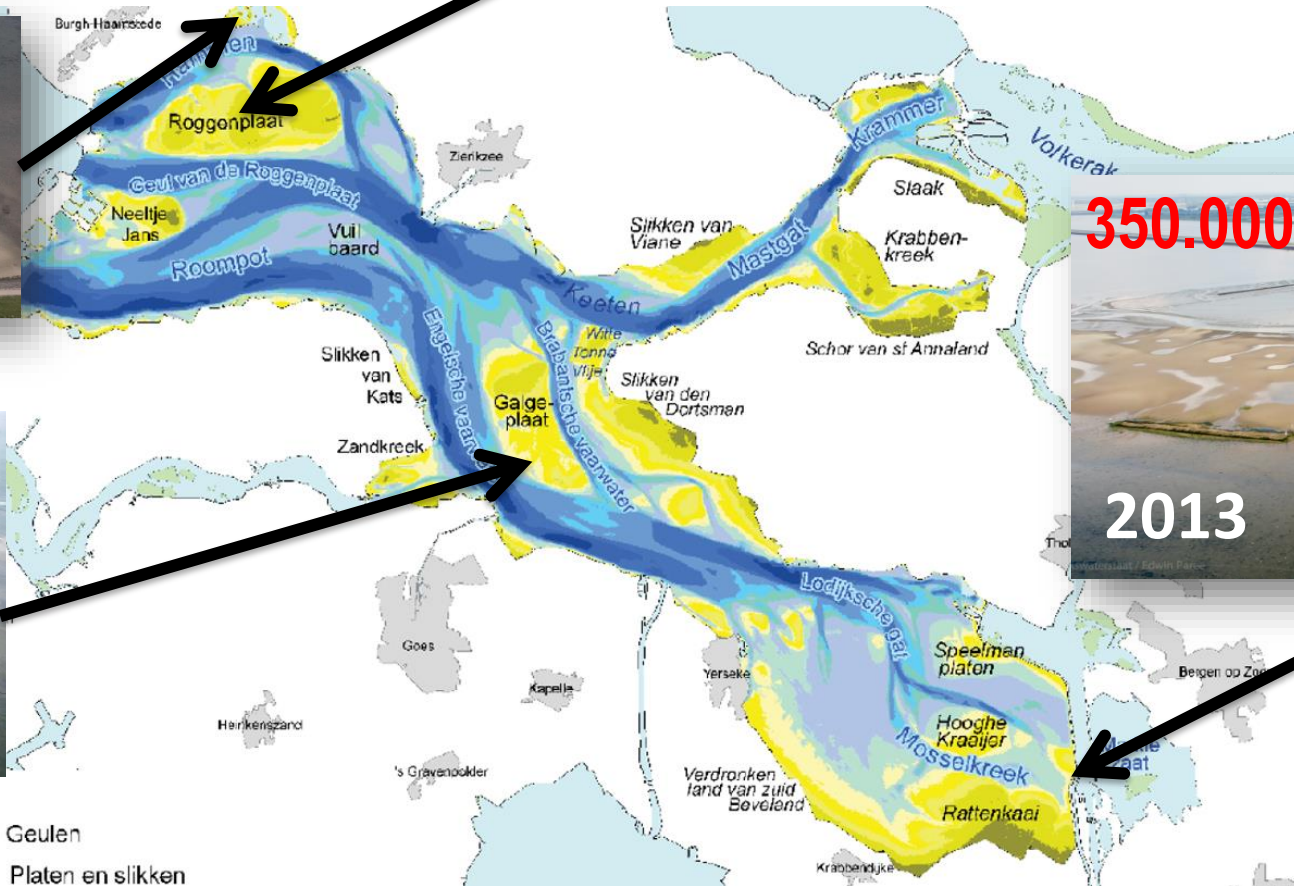 Burgh-Haamstede
Hammen
Roggenplaat
Geul van de Roggenplaat
Neeltje
Jans
Vuil
baard
Roompot
Zierikzee
Krammer
Volkerak
Slaak
Slikken van
Viane
Mastgat
Krabben-
kreek
Keeten
Schor van st Annaland
350.000
2013
Witte
Tonne
Vlije
Slikken
van
Kats
Engelsche vaarwater
Brabantsche vaarwater
Galge-
plaat
Slikken
van den
Dortsman
Zandkreek
Goes
Kapelle
Heinkenszand
's Gravenpolder
Yerseke
Lodijksche gat
Speelman
platen
Bergen op Zoo
Hooghe
Kraaijer
Mosselkreek
Verdronken
land van zuid
Beveland
Rattenkaai
Krabbendijke
Geulen
Platen en slikken